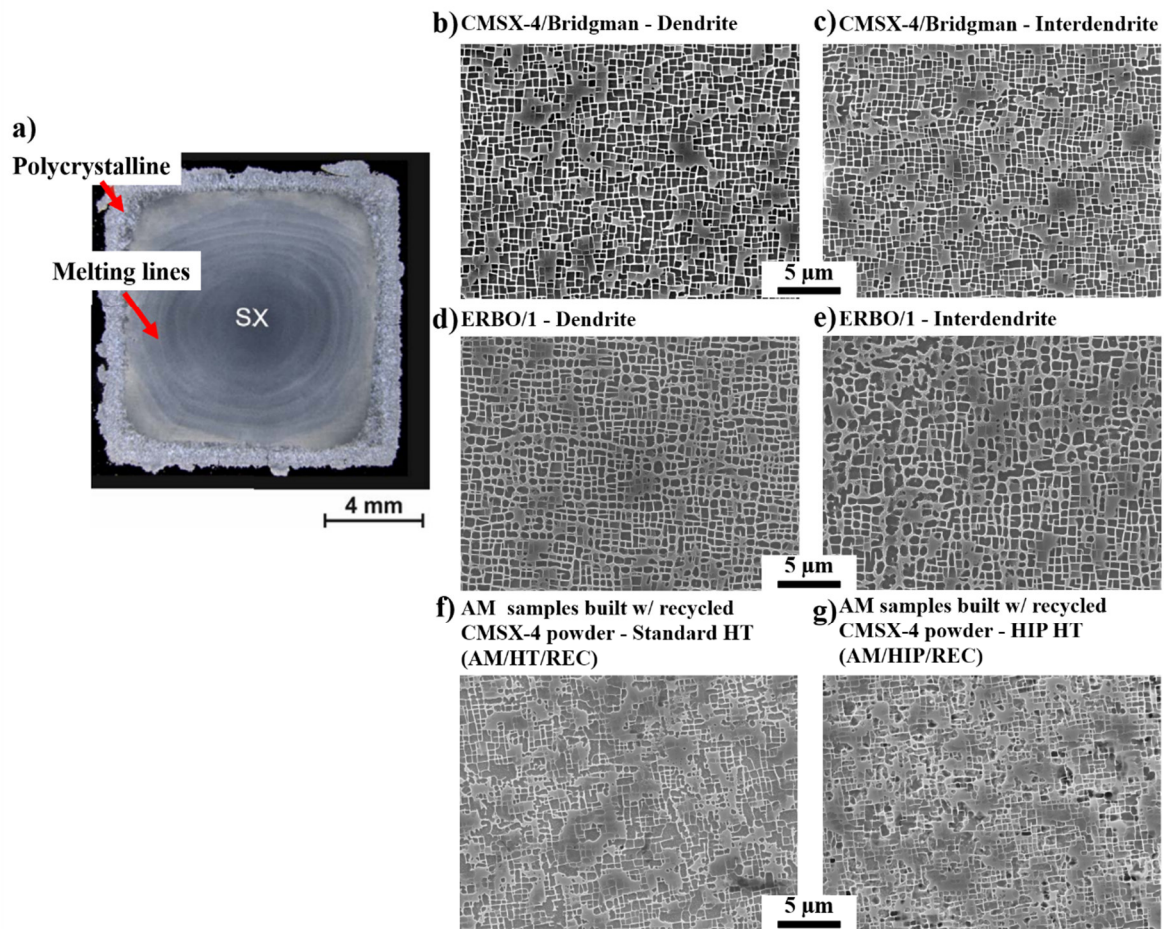 a)
Polycrystalline
Melting lines
SX
4 mm
b) CMSX-4/Bridgman - Dendrite
5 µm
c) CMSX-4/Bridgman - Interdendrite
d) ERBO/1 - Dendrite
5 µm
e) ERBO/1 - Interdendrite
f) AM samples built w/ recycled
CMSX-4 powder - Standard HT
(AM/HT/REC)
5 µm
g) AM samples built w/ recycled
CMSX-4 powder - HIP HT
(AM/HIP/REC)